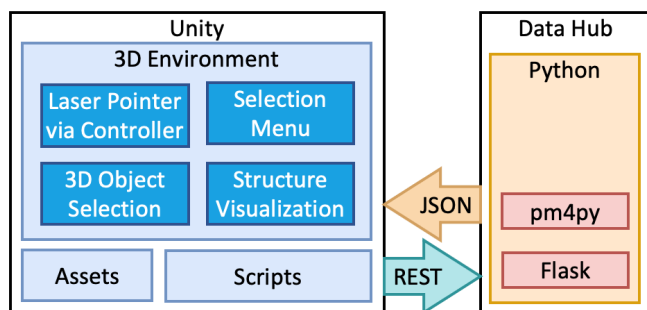 Unity
3D Environment
Laser Pointer
via Controller
Selection
Menu
3D Object
Selection
Structure
Visualization
Assets
Scripts
JSON
REST
Data Hub
Python
pm4py
Flask